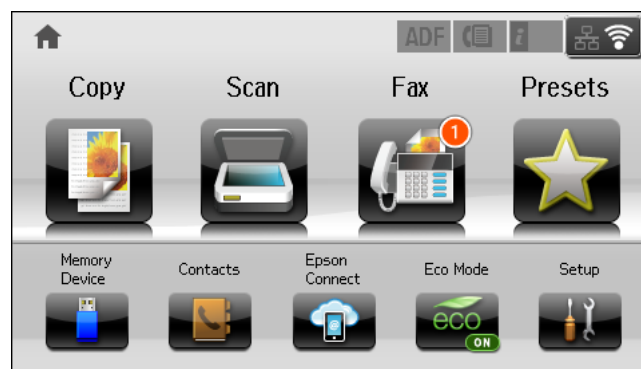 ADF i
Copy Scan Fax Presets
1
Memory Device Contacts Epson Connect Eco Mode Setup
@
eco
ON